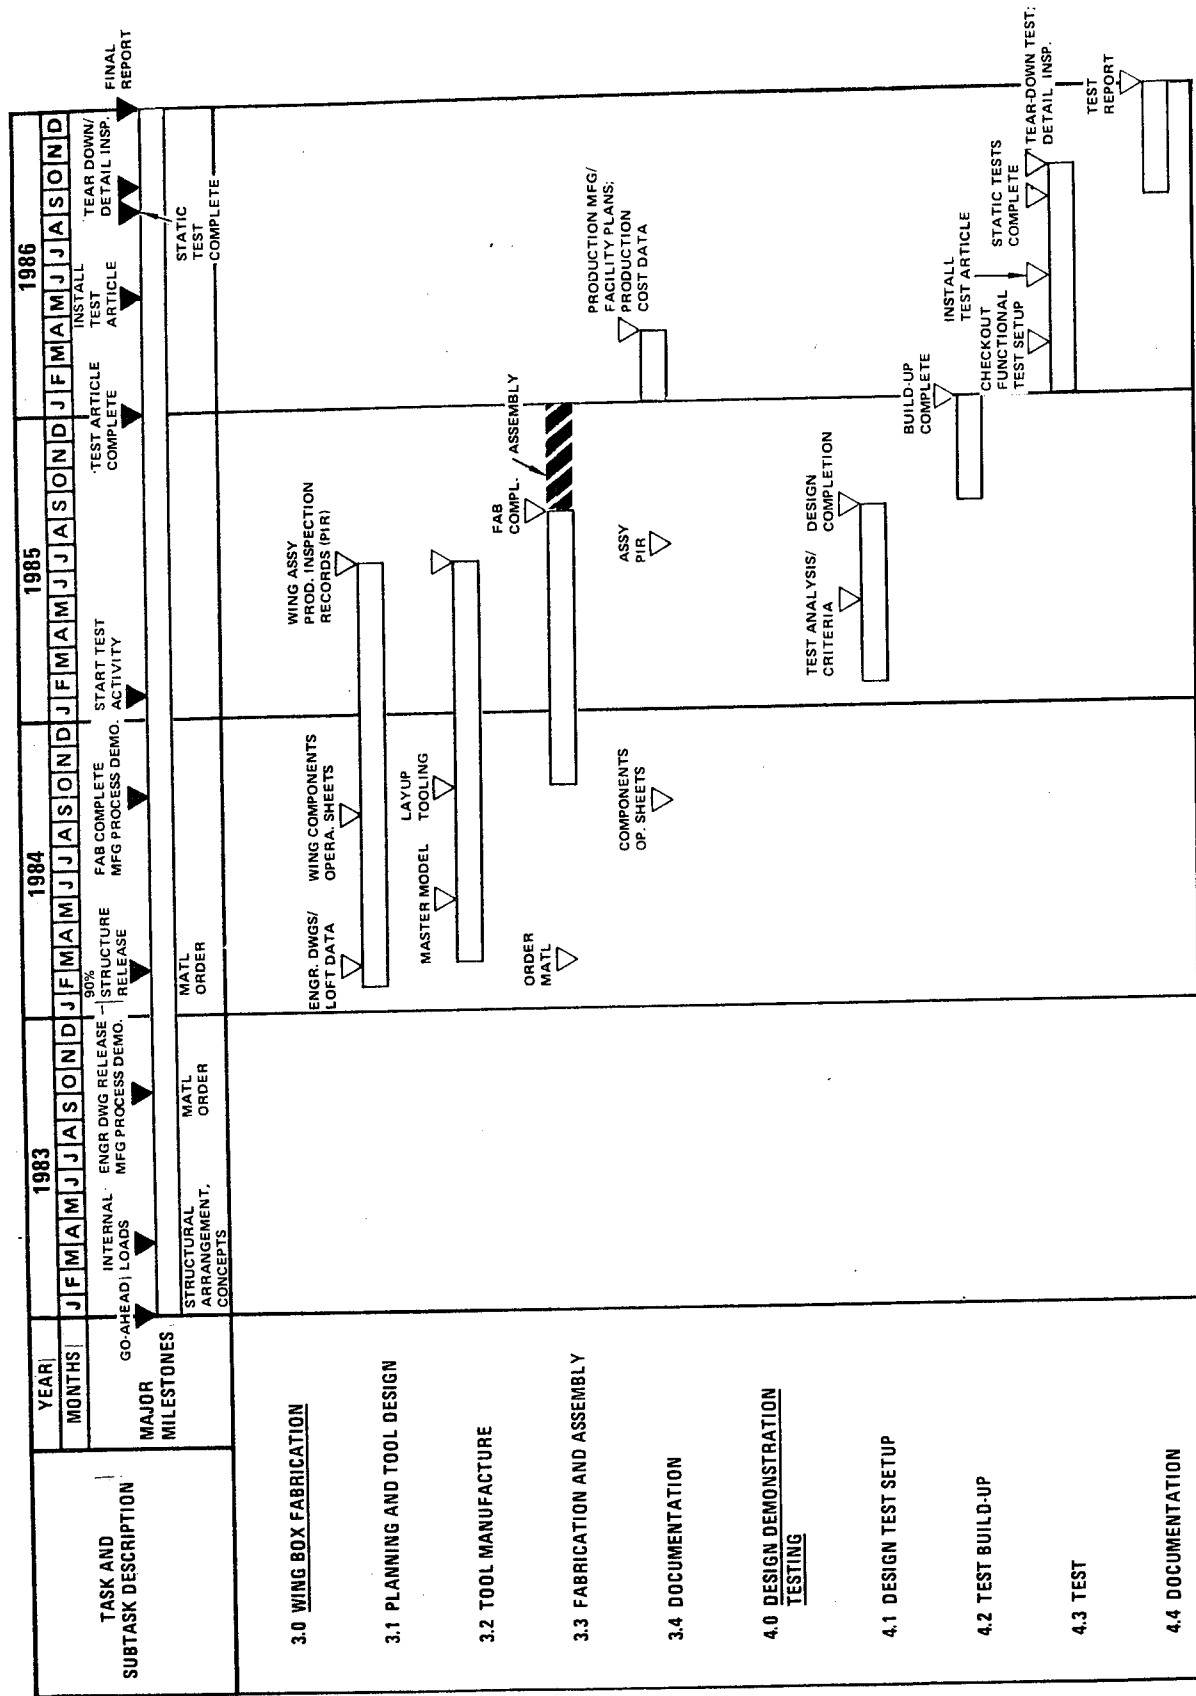 TASK AND
SUBTASK DESCRIPTION
YEAR
MONTHS
1983
1984
1985
1986
J F M A M J J A S O N D J F M A M J J A S O N D J F M A M J J A S O N D J F M A M J J A S O N D
MAJOR
MILESTONES
GO-AHEAD
INTERNAL
LOADS
ENGR DWG RELEASE –
MFG PROCESS DEMO.
90%
STRUCTURE
RELEASE
FAB COMPLETE
MFG PROCESS DEMO.
START TEST
ACTIVITY
TEST ARTICLE
COMPLETE
INSTALL
TEST
ARTICLE
TEAR DOWN/
DETAIL INSP.
FINAL
REPORT
STRUCTURAL
ARRANGEMENT,
CONCEPTS
MATL
ORDER
MATL
ORDER
STATIC
TEST
COMPLETE
3.0 WING BOX FABRICATION
3.1 PLANNING AND TOOL DESIGN
ENGR. DWGS/
LOFT DATA
WING COMPONENTS
OPERA. SHEETS
WING ASSY
PROD. INSPECTION
RECORDS (PIR)
3.2 TOOL MANUFACTURE
MASTER MODEL
LAYUP
TOOLING
3.3 FABRICATION AND ASSEMBLY
ORDER
MATL
FAB
COMPL.
ASSEMBLY
3.4 DOCUMENTATION
COMPONENTS
OP. SHEETS
ASSY
PIR
PRODUCTION MFG/
FACILITY PLANS;
PRODUCTION
COST DATA
4.0 DESIGN DEMONSTRATION
TESTING
4.1 DESIGN TEST SETUP
TEST ANALYSIS/
CRITERIA
DESIGN
COMPLETION
4.2 TEST BUILD-UP
BUILD-UP
COMPLETE
4.3 TEST
CHECKOUT
FUNCTIONAL
TEST SETUP
INSTALL
TEST ARTICLE
STATIC TESTS
COMPLETE
TEAR-DOWN TEST;
DETAIL INSP.
4.4 DOCUMENTATION
TEST
REPORT